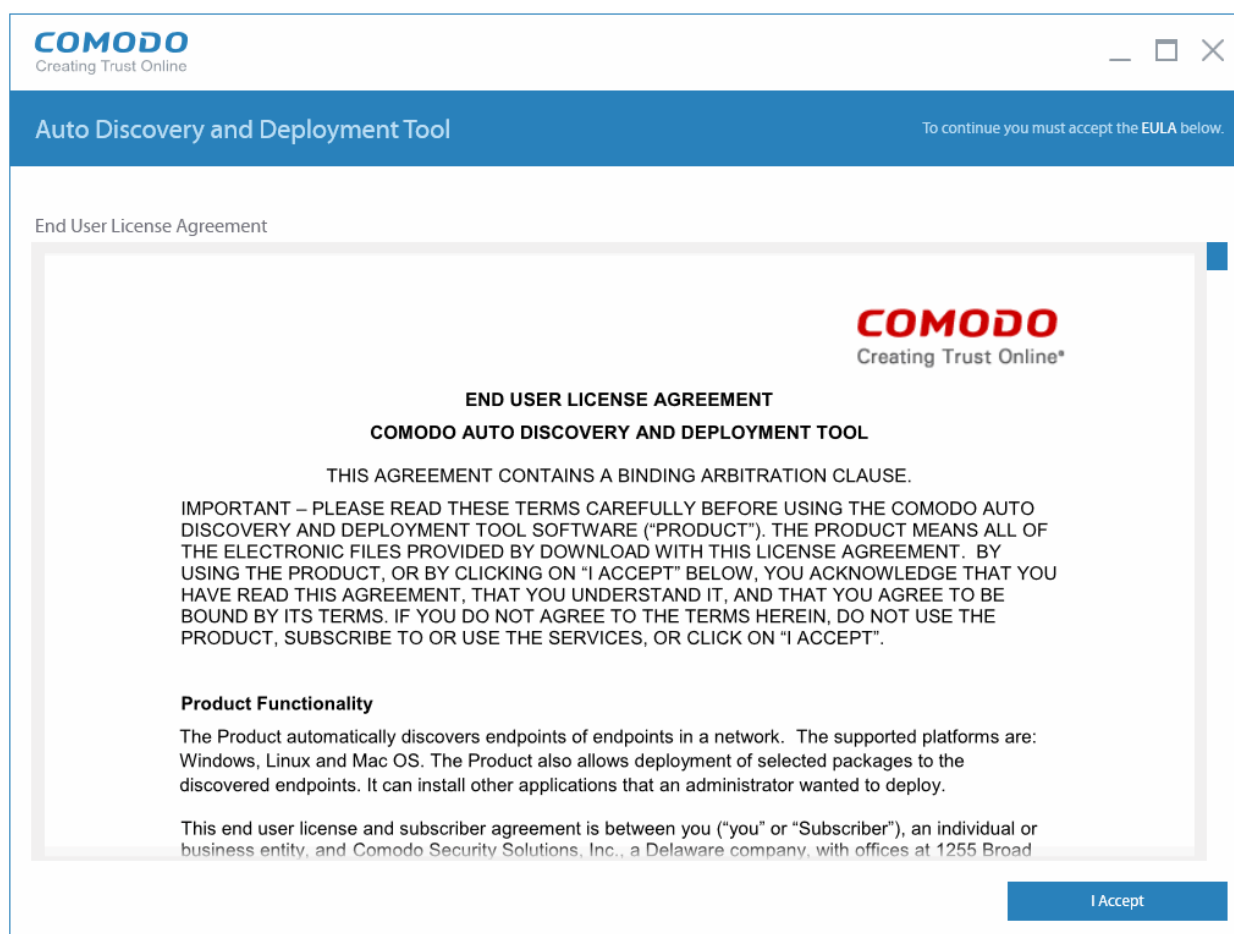 COMODO
Creating Trust Online
Auto Discovery and Deployment Tool
To continue you must accept the EULA below.
End User License Agreement
COMODO
Creating Trust Online®
END USER LICENSE AGREEMENT
COMODO AUTO DISCOVERY AND DEPLOYMENT TOOL
THIS AGREEMENT CONTAINS A BINDING ARBITRATION CLAUSE.
IMPORTANT – PLEASE READ THESE TERMS CAREFULLY BEFORE USING THE COMODO AUTO
DISCOVERY AND DEPLOYMENT TOOL SOFTWARE (“PRODUCT”). THE PRODUCT MEANS ALL OF
THE ELECTRONIC FILES PROVIDED BY DOWNLOAD WITH THIS LICENSE AGREEMENT. BY
USING THE PRODUCT, OR BY CLICKING ON “I ACCEPT” BELOW, YOU ACKNOWLEDGE THAT YOU
HAVE READ THIS AGREEMENT, THAT YOU UNDERSTAND IT, AND THAT YOU AGREE TO BE
BOUND BY ITS TERMS. IF YOU DO NOT AGREE TO THE TERMS HEREIN, DO NOT USE THE
PRODUCT, SUBSCRIBE TO OR USE THE SERVICES, OR CLICK ON “I ACCEPT”.
Product Functionality
The Product automatically discovers endpoints of endpoints in a network. The supported platforms are:
Windows, Linux and Mac OS. The Product also allows deployment of selected packages to the
discovered endpoints. It can install other applications that an administrator wanted to deploy.
This end user license and subscriber agreement is between you (“you” or “Subscriber”), an individual or
business entity, and Comodo Security Solutions, Inc., a Delaware company, with offices at 1255 Broad
I Accept